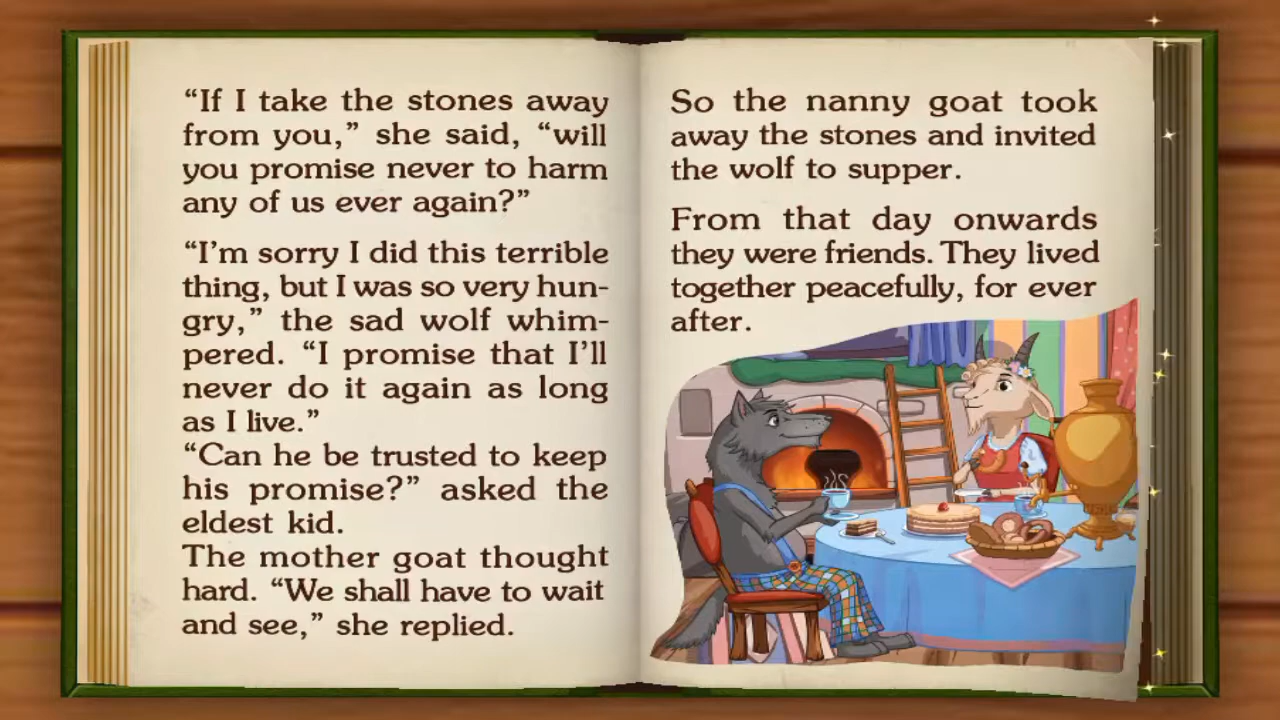 “If I take the stones away
from you,” she said, “will
you promise never to harm
any of us ever again?”
“I’m sorry I did this terrible
thing, but I was so very hun-
gry,” the sad wolf whim-
pered. “I promise that I’ll
never do it again as long
as I live.”
“Can he be trusted to keep
his promise?” asked the
eldest kid.
The mother goat thought
hard. “We shall have to wait
and see,” she replied.
So the nanny goat took
away the stones and invited
the wolf to supper.
From that day onwards
they were friends. They lived
together peacefully, for ever
after.